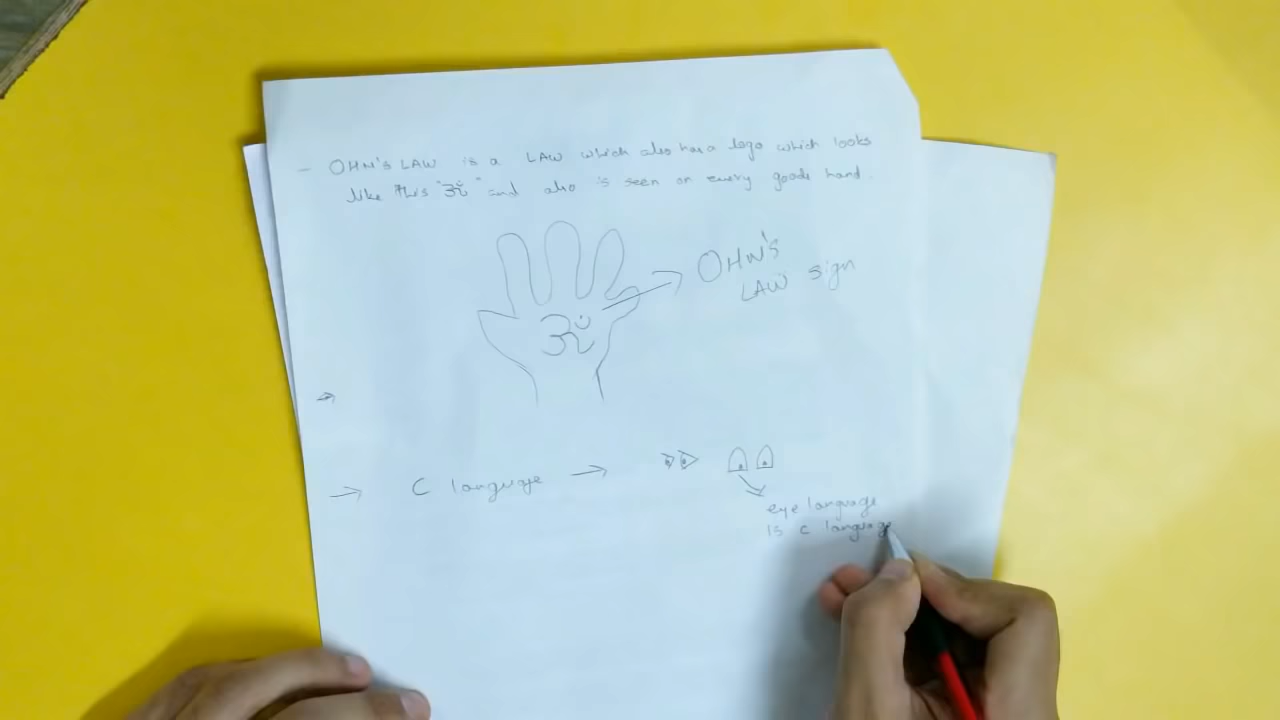 - OHM'S LAW is a LAW which also has a logo which looks
like this "ॐ" and also is seen on every gods hand.
OHM'S
LAW sign
ॐ
→
→ C language →
eye language
is c language